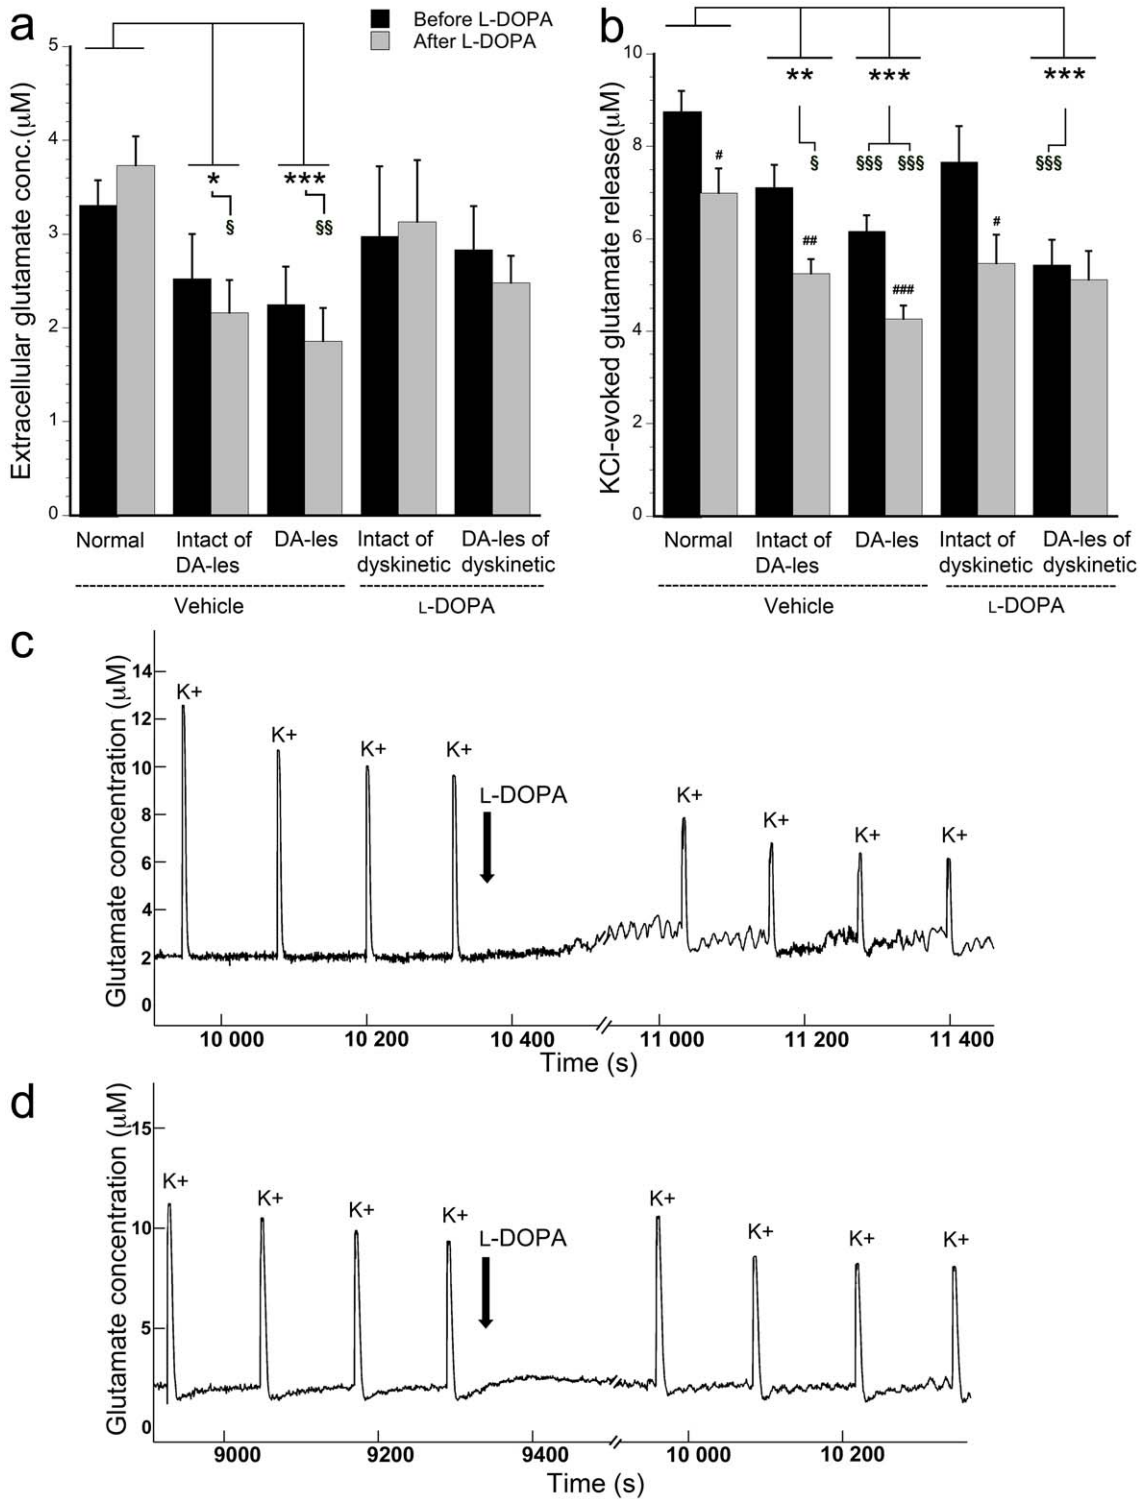 a
Before L-DOPA
After L-DOPA
Extracellular glutamate conc.(μM)
5
4
3
2
1
0
*
***
§
§§
Normal
Intact of
DA-les
DA-les
Intact of
dyskinetic
DA-les of
dyskinetic
Vehicle
L-DOPA
b
KCl-evoked glutamate release(μM)
10
8
6
4
2
0
**
***
***
§
§§§
§§§
§§§
#
##
###
#
Normal
Intact of
DA-les
DA-les
Intact of
dyskinetic
DA-les of
dyskinetic
Vehicle
L-DOPA
c
Glutamate concentration (μM)
14
12
10
8
6
4
2
0
K+
K+
K+
K+
L-DOPA
K+
K+
K+
K+
10 000
10 200
10 400
11 000
11 200
11 400
Time (s)
d
Glutamate concentration (μM)
15
10
5
0
K+
K+
K+
K+
L-DOPA
K+
K+
K+
K+
9000
9200
9400
10 000
10 200
Time (s)